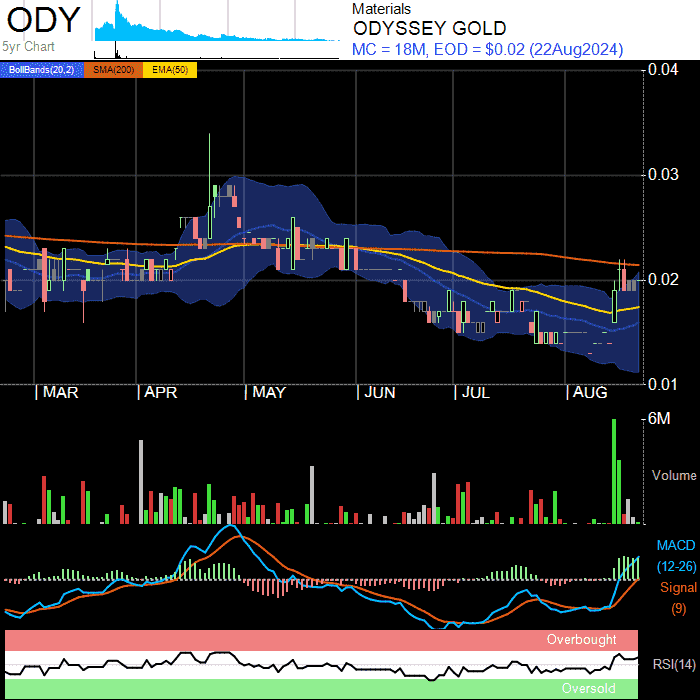 ODY
5yr Chart
Materials
ODYSSEY GOLD
MC = 18M, EOD = $0.02 (22Aug2024)
BollBands(20,2) SMA(200) EMA(50)
0.04
0.03
0.02
0.01
| MAR | APR | MAY | JUN | JUL | AUG
6M
Volume
MACD
(12-26)
Signal
(9)
Overbought
RSI(14)
Oversold